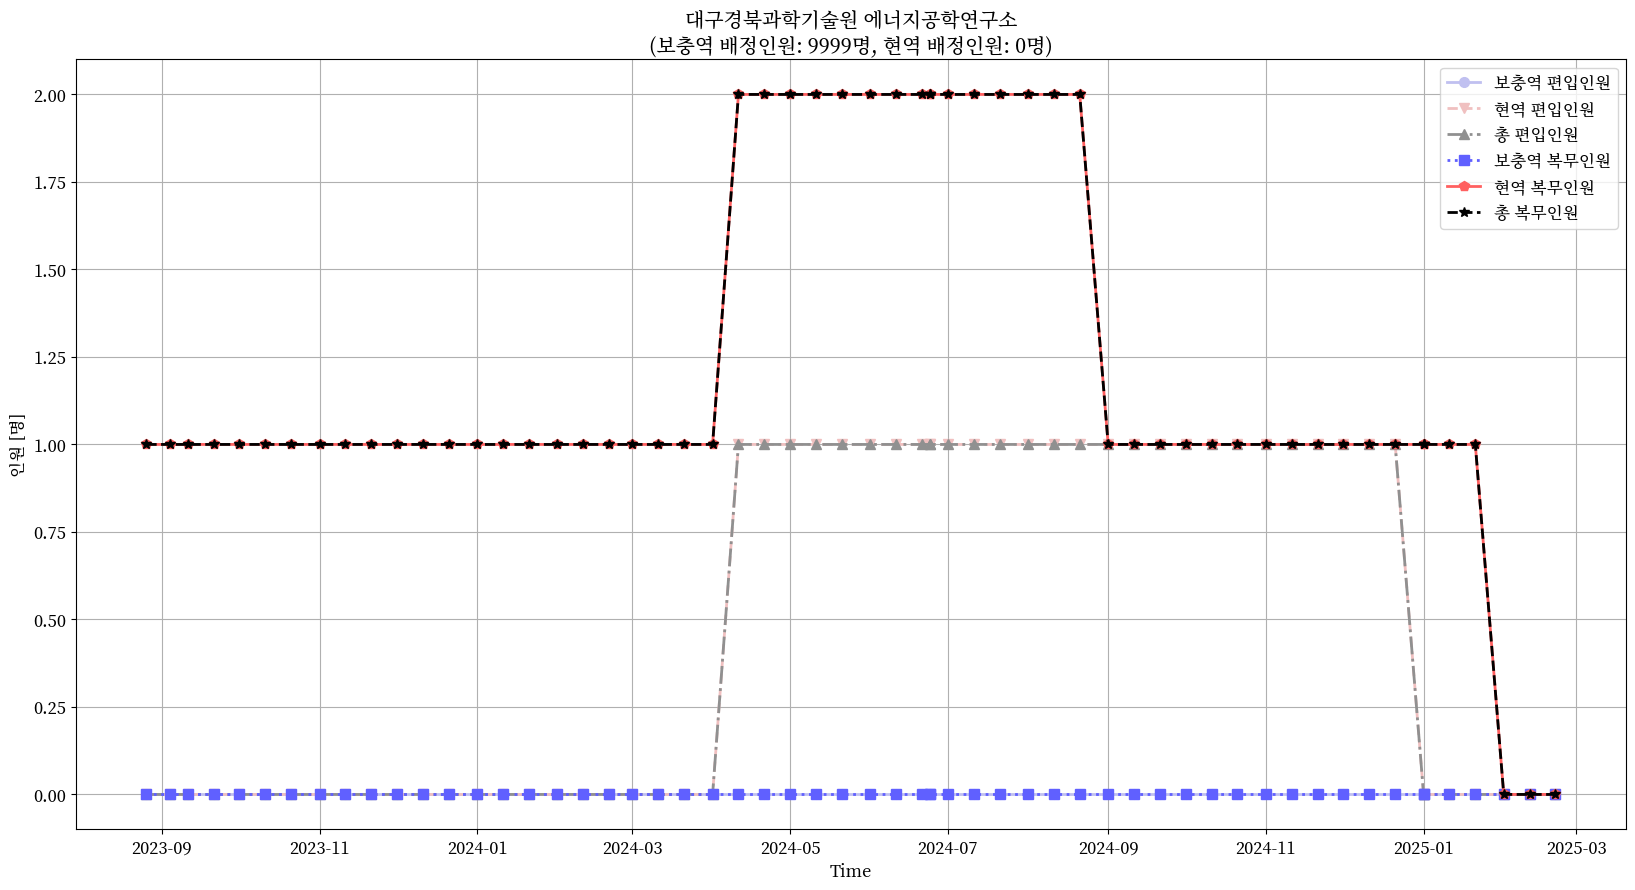 대구경북과학기술원 에너지공학연구소
(보충역 배정인원: 9999명, 현역 배정인원: 0명)
보충역 편입인원
현역 편입인원
총 편입인원
보충역 복무인원
현역 복무인원
총 복무인원
인원 [명]
2.00
1.75
1.50
1.25
1.00
0.75
0.50
0.25
0.00
2023-09
2023-11
2024-01
2024-03
2024-05
2024-07
2024-09
2024-11
2025-01
2025-03
Time